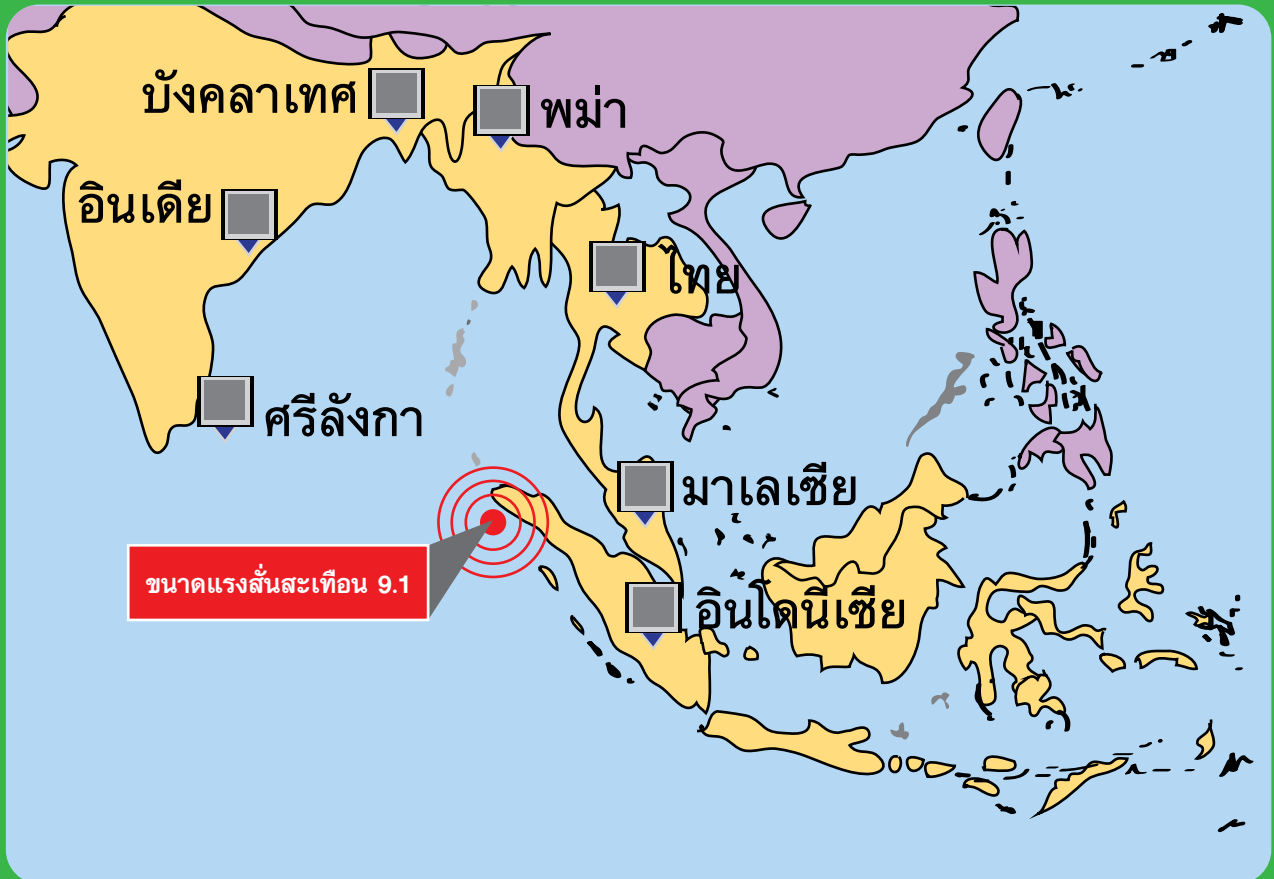 บังคลาเทศ
พม่า
อินเดีย
ไทย
ศรีลังกา
มาเลเซีย
ขนาดแรงสั่นสะเทือน 9.1
อินโดนีเซีย